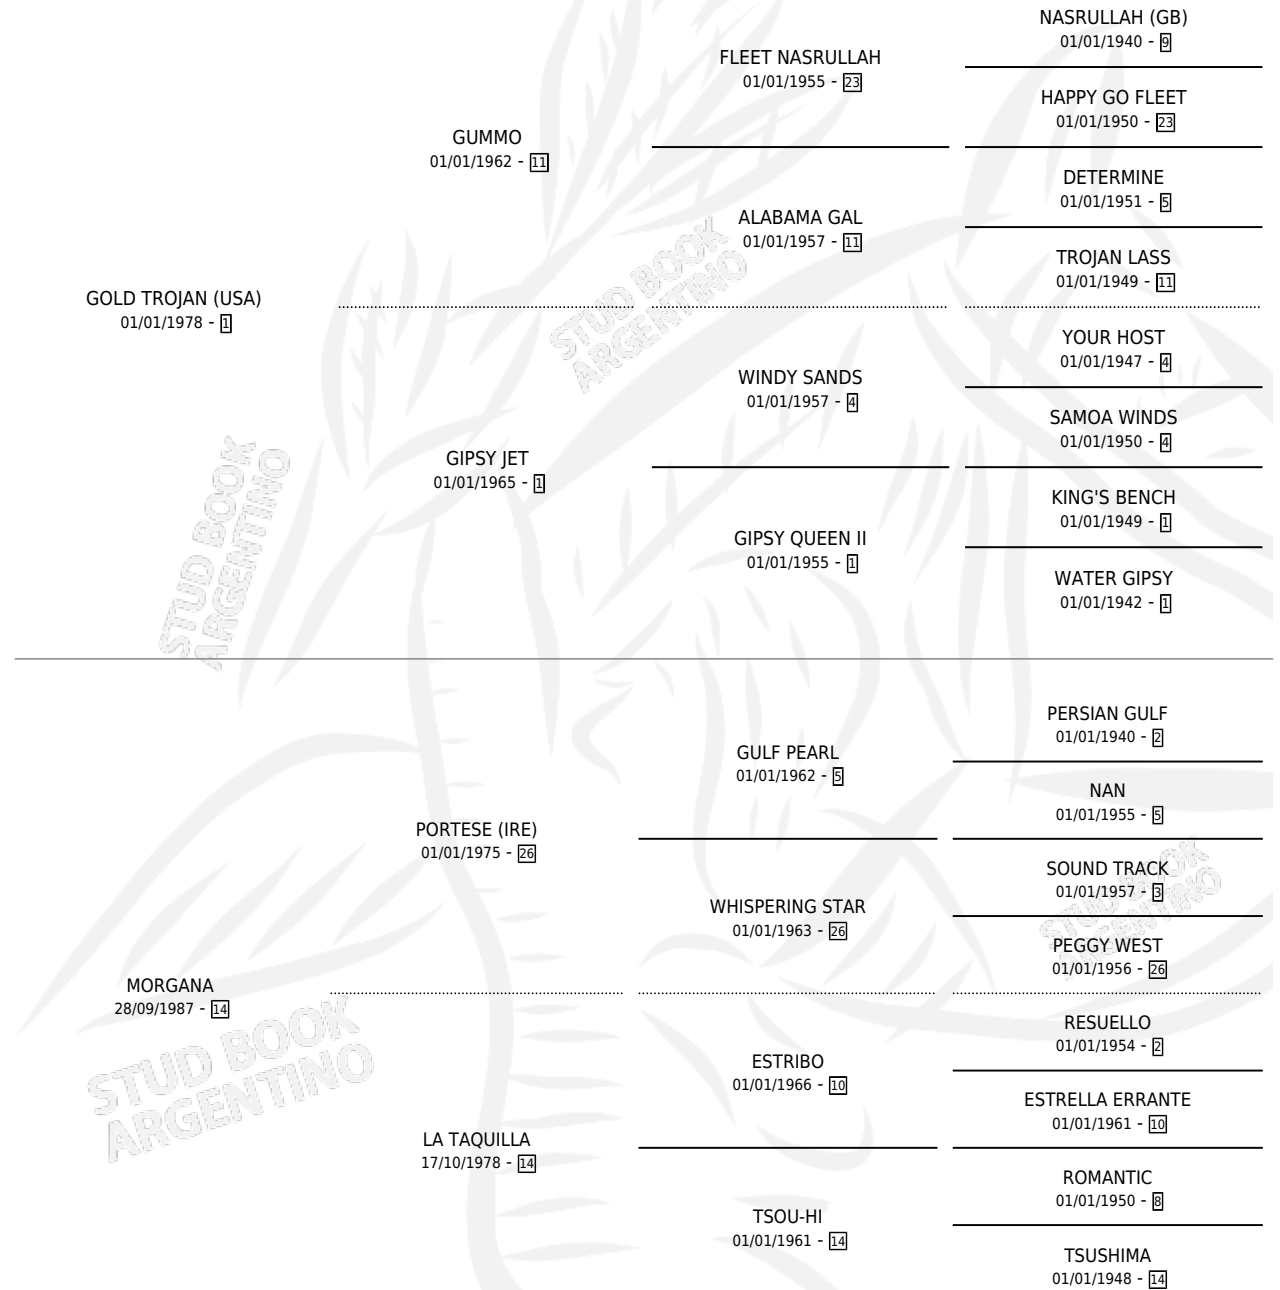 NASRULLAH (GB)
01/01/1940 - 9
FLEET NASRULLAH
01/01/1955 - 23
HAPPY GO FLEET
01/01/1950 - 23
GUMMO
01/01/1962 - 11
DETERMINE
01/01/1951 - 5
ALABAMA GAL
01/01/1957 - 11
TROJAN LASS
01/01/1949 - 11
GOLD TROJAN (USA)
01/01/1978 - 1
YOUR HOST
01/01/1947 - 4
WINDY SANDS
01/01/1957 - 4
SAMOA WINDS
01/01/1950 - 4
GIPSY JET
01/01/1965 - 1
KING'S BENCH
01/01/1949 - 1
GIPSY QUEEN II
01/01/1955 - 1
WATER GIPSY
01/01/1942 - 1
STUD BOOK
ARGENTINO
STUD BOOK
ARGENTINO
PERSIAN GULF
01/01/1940 - 2
GULF PEARL
01/01/1962 - 5
NAN
01/01/1955 - 5
PORTESE (IRE)
01/01/1975 - 26
SOUND TRACK
01/01/1957 - 3
WHISPERING STAR
01/01/1963 - 26
PEGGY WEST
01/01/1956 - 26
STUD BOOK
ARGENTINO
MORGANA
28/09/1987 - 14
RESUELLO
01/01/1954 - 2
ESTRIBO
01/01/1966 - 10
ESTRELLA ERRANTE
01/01/1961 - 10
STUD BOOK
ARGENTINO
LA TAQUILLA
17/10/1978 - 14
ROMANTIC
01/01/1950 - 8
TSOU-HI
01/01/1961 - 14
TSUSHIMA
01/01/1948 - 14